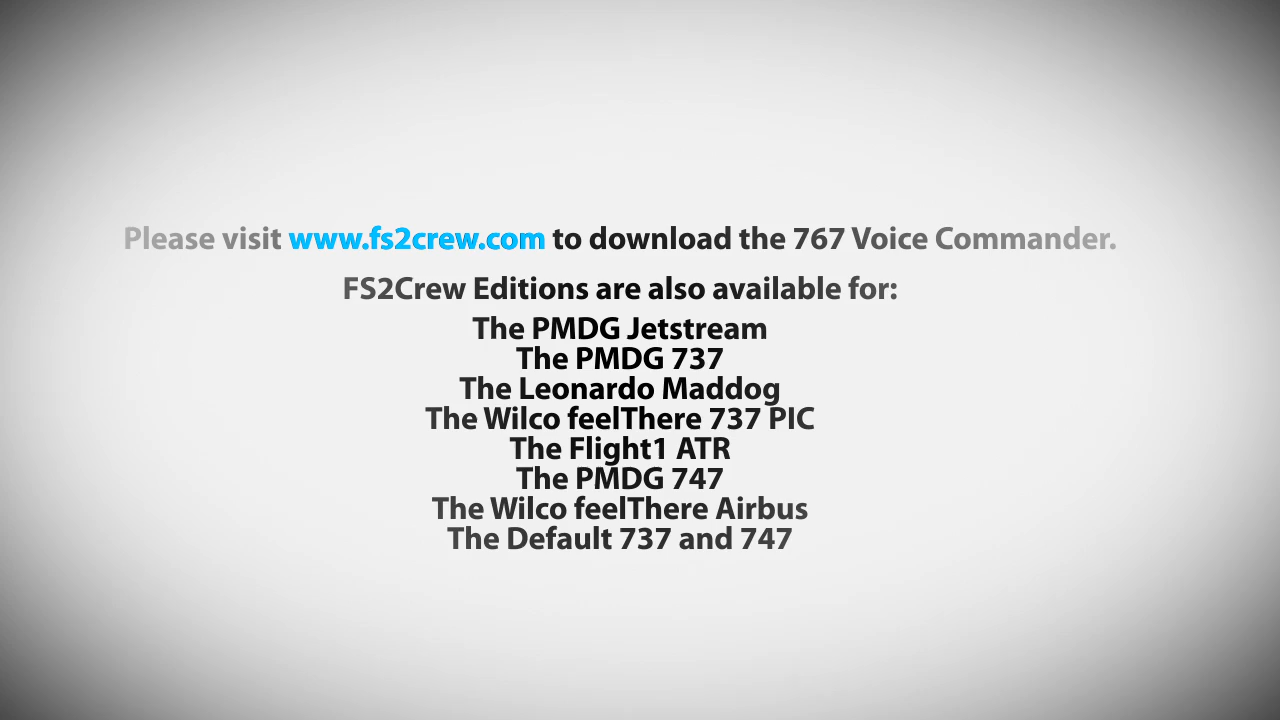 Please visit www.fs2crew.com to download the 767 Voice Commander.
FS2Crew Editions are also available for:
The PMDG Jetstream
The PMDG 737
The Leonardo Maddog
The Wilco feelThere 737 PIC
The Flight1 ATR
The PMDG 747
The Wilco feelThere Airbus
The Default 737 and 747